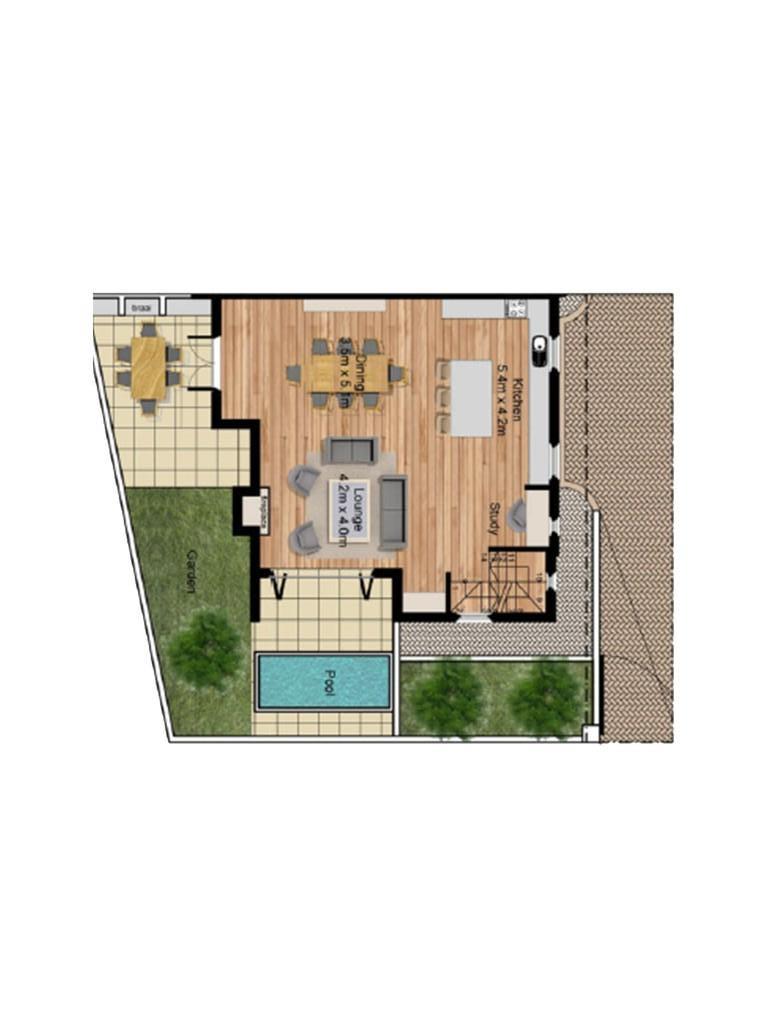 braai
Dining
3.5m x 5.1m
Kitchen
5.4m x 4.2m
Lounge
4.2m x 4.0m
Study
fireplace
Garden
Pool